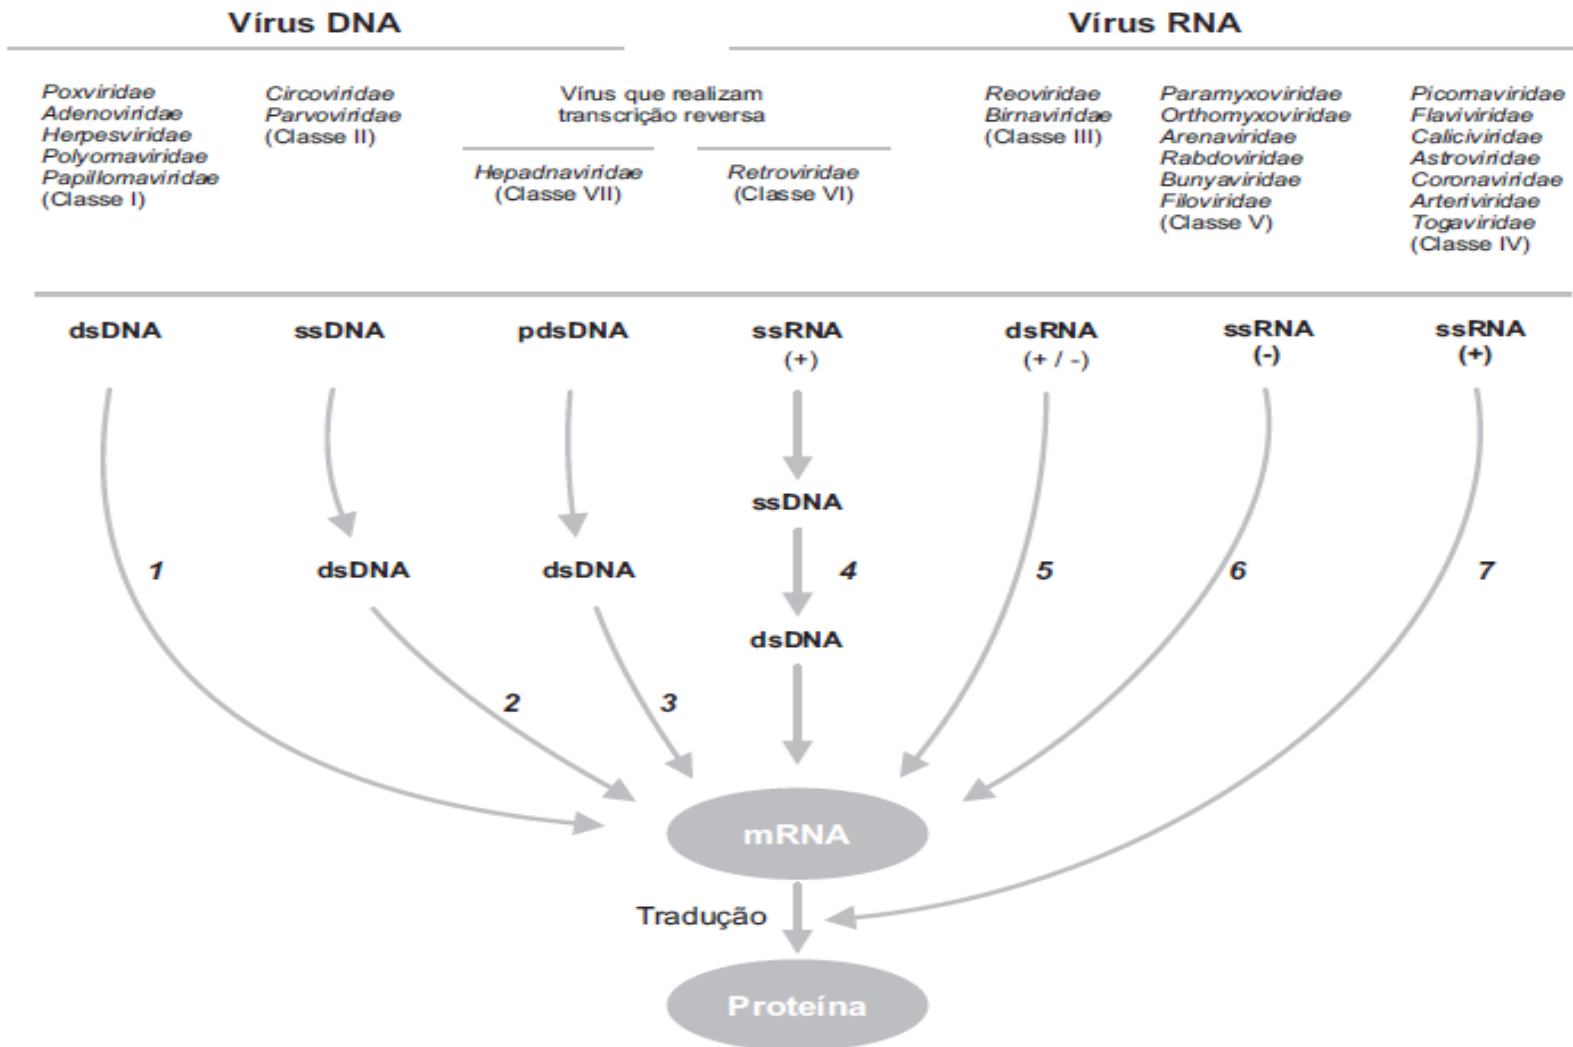 Vírus DNA
Vírus RNA
Poxviridae
Adenoviridae
Herpesviridae
Polyomaviridae
Papillomaviridae
(Classe I)
Circoviridae
Parvoviridae
(Classe II)
Vírus que realizam
transcrição reversa
Hepadnaviridae
(Classe VII)
Retroviridae
(Classe VI)
Reoviridae
Birnaviridae
(Classe III)
Paramyxoviridae
Orthomyxoviridae
Arenaviridae
Rabdoviridae
Bunyaviridae
Filoviridae
(Classe V)
Picornaviridae
Flaviviridae
Caliciviridae
Astroviridae
Coronaviridae
Arteriviridae
Togaviridae
(Classe IV)
dsDNA
ssDNA
pdsDNA
ssRNA
(+)
dsRNA
(+ / -)
ssRNA
(-)
ssRNA
(+)
ssDNA
1
dsDNA
dsDNA
4
5
6
7
dsDNA
2
3
mRNA
Tradução
Proteína